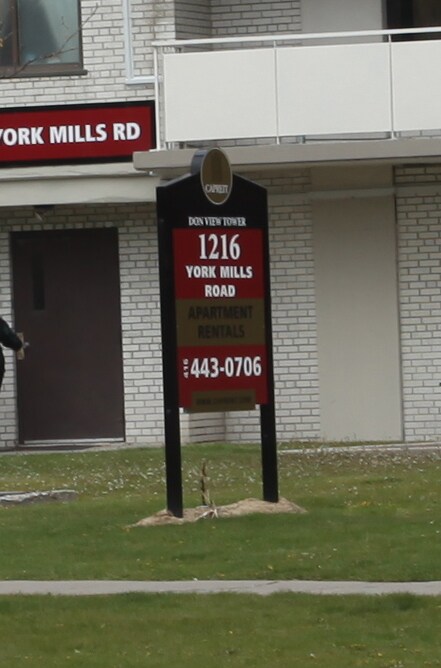 YORK MILLS RD
CAPREIT
DON VIEW TOWER
1216
YORK MILLS
ROAD
APARTMENT
RENTALS
416 443-0706